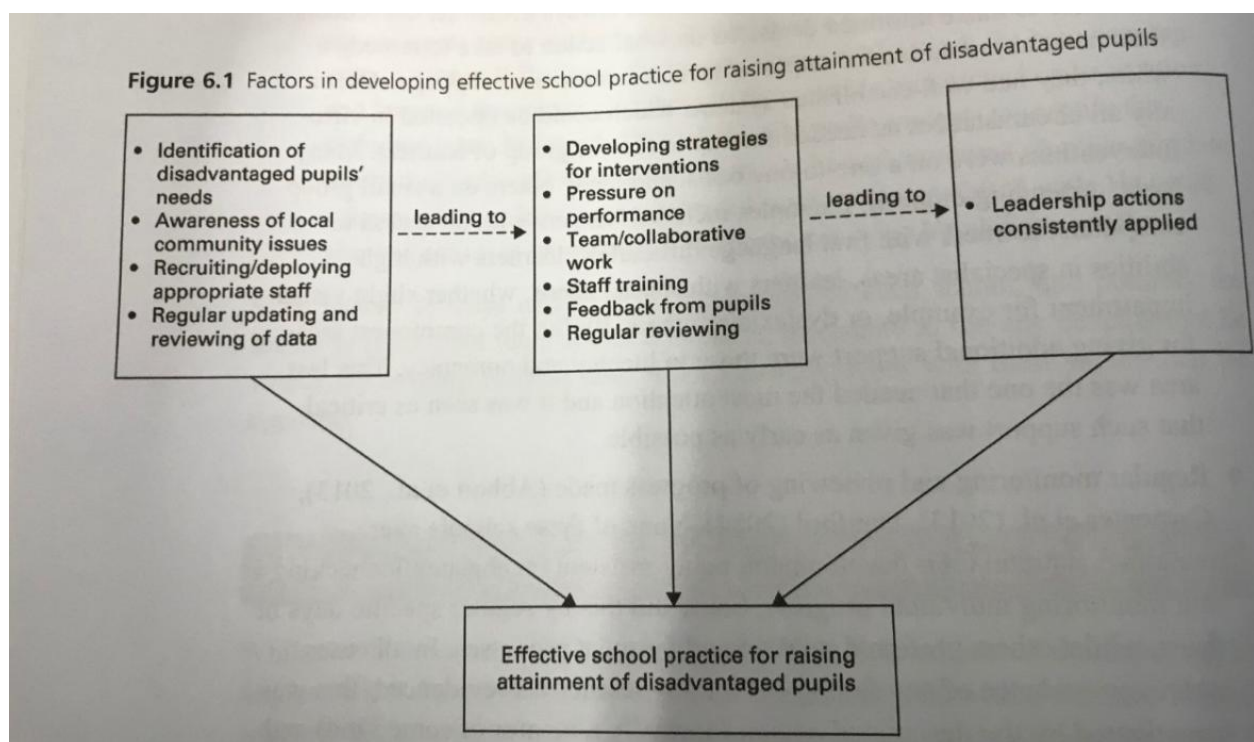 Figure 6.1 Factors in developing effective school practice for raising attainment of disadvantaged pupils
• Identification of
disadvantaged pupils'
needs
• Awareness of local
community issues
• Recruiting/deploying
appropriate staff
• Regular updating and
reviewing of data
leading to
• Developing strategies
for interventions
• Pressure on
performance
• Team/collaborative
work
• Staff training
• Feedback from pupils
• Regular reviewing
leading to
• Leadership actions
consistently applied
Effective school practice for raising
attainment of disadvantaged pupils